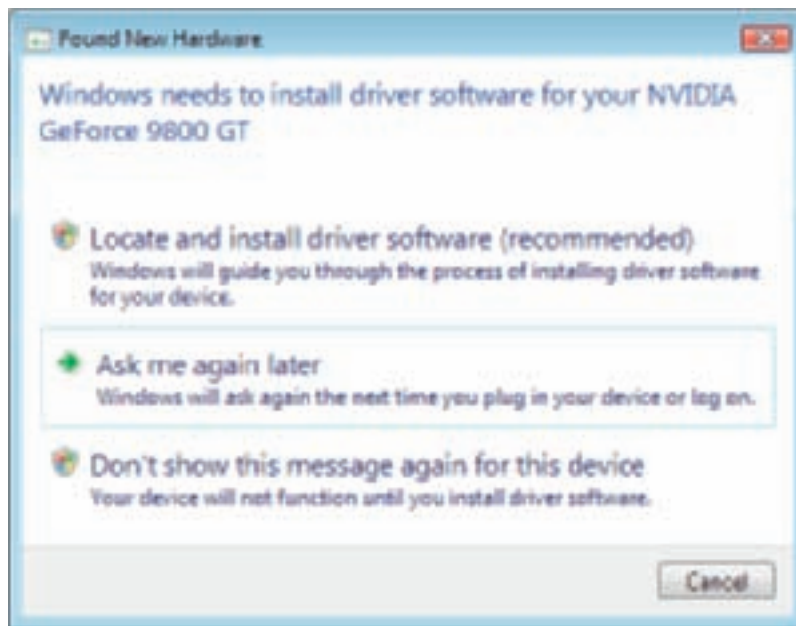 Found New Hardware
Windows needs to install driver software for your NVIDIA
GeForce 9800 GT
Locate and install driver software (recommended)
Windows will guide you through the process of installing driver software
for your device.
Ask me again later
Windows will ask again the next time you plug in your device or log on.
Don't show this message again for this device
Your device will not function until you install driver software.
Cancel